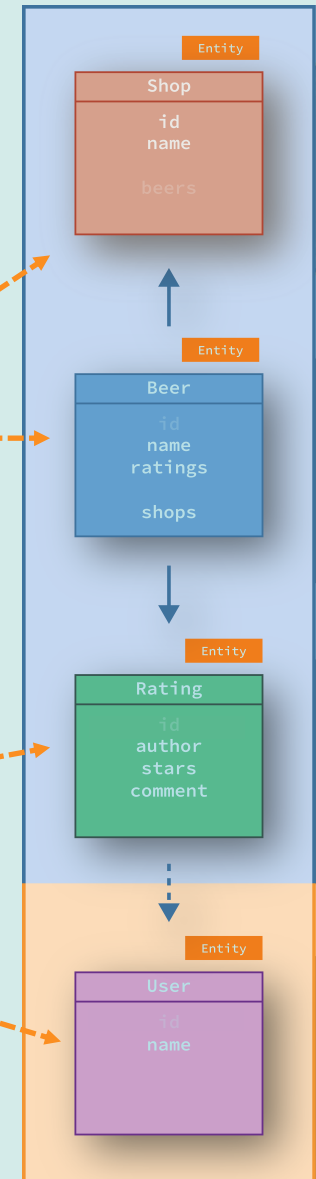 Entity
Shop
id
name
beers
Entity
Beer
id
name
ratings
shops
Entity
Rating
id
author
stars
comment
Entity
User
id
name